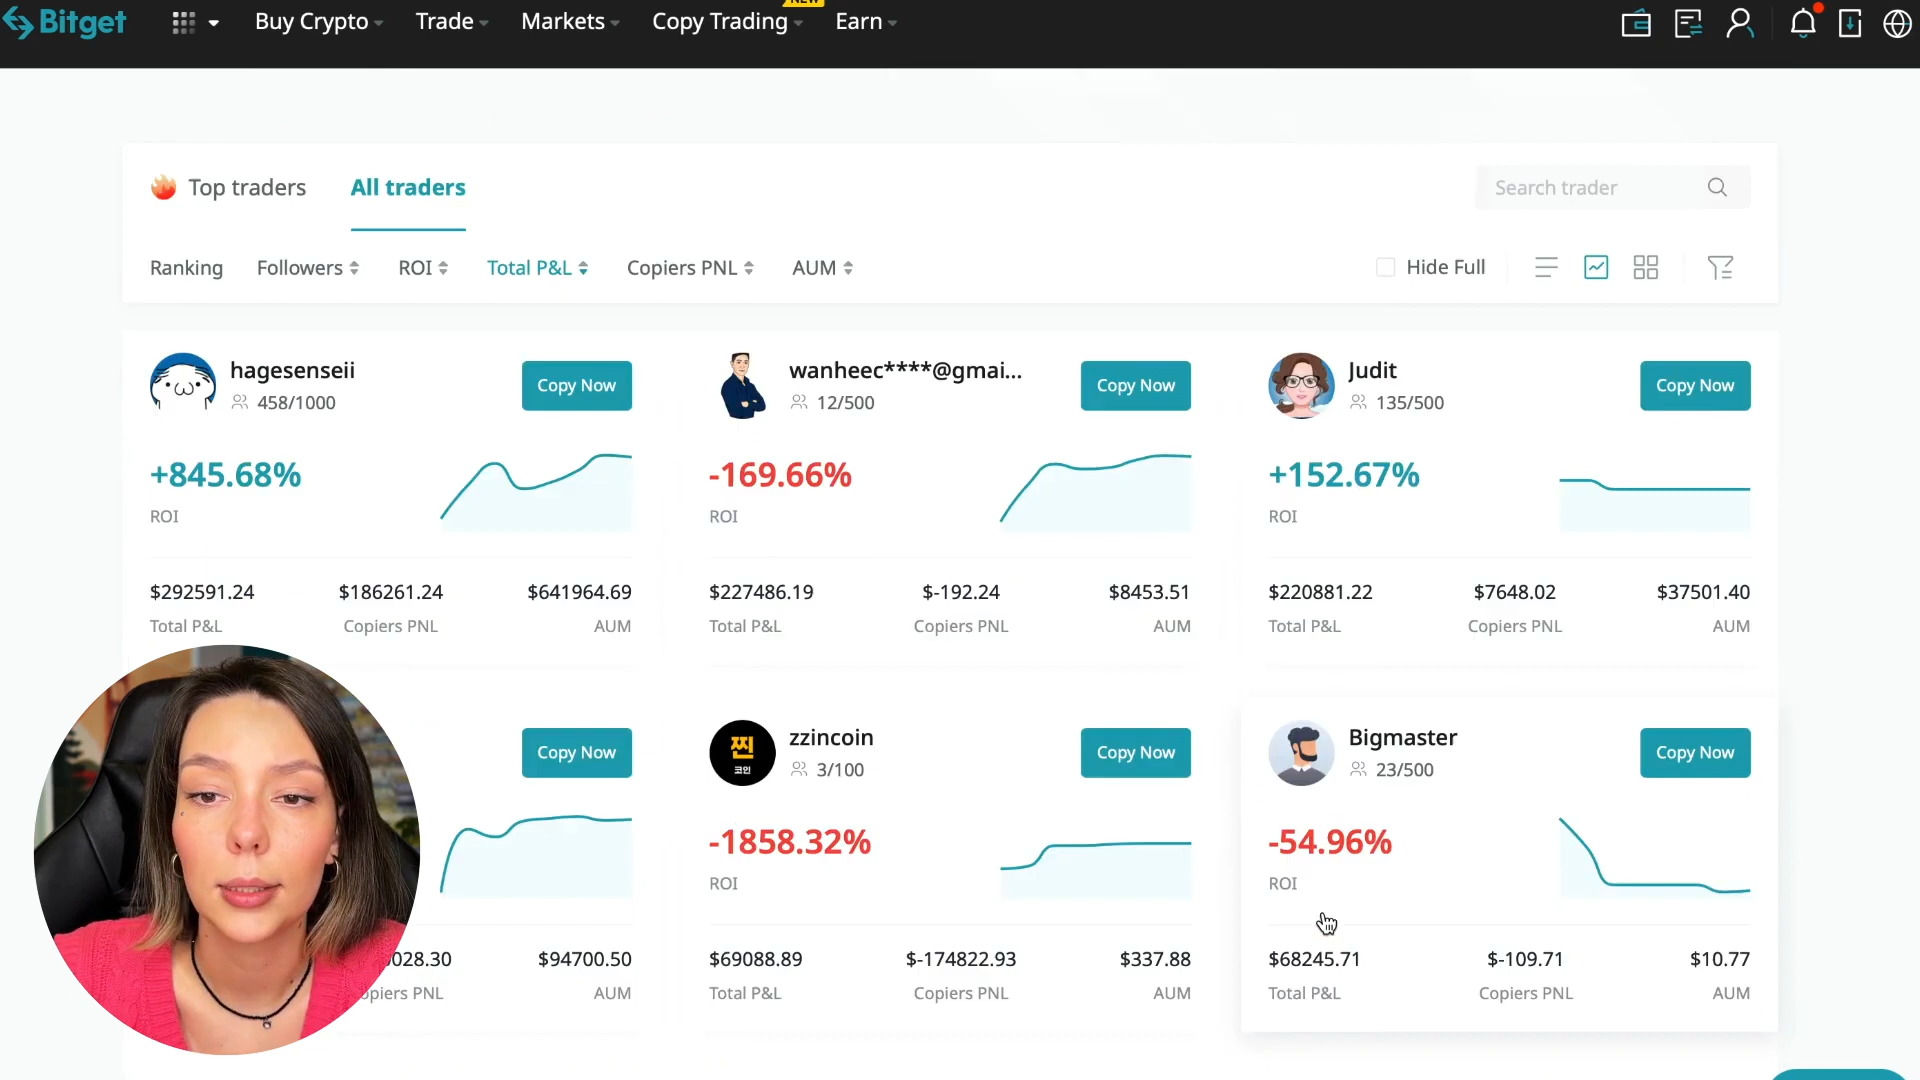 Bitget
Buy Crypto
Trade
Markets
Copy Trading
NEW
Earn
Top traders
All traders
Search trader
Ranking
Followers
ROI
Total P&L
Copiers PNL
AUM
Hide Full
hagesenseii
458/1000
Copy Now
+845.68%
ROI
$292591.24
$186261.24
$641964.69
Total P&L
Copiers PNL
AUM
wanheec****@gmai...
12/500
Copy Now
-169.66%
ROI
$227486.19
$-192.24
$8453.51
Total P&L
Copiers PNL
AUM
Judit
135/500
Copy Now
+152.67%
ROI
$220881.22
$7648.02
$37501.40
Total P&L
Copiers PNL
AUM
Copy Now
028.30
$94700.50
opiers PNL
AUM
찐
코인
zzincoin
3/100
Copy Now
-1858.32%
ROI
$69088.89
$-174822.93
$337.88
Total P&L
Copiers PNL
AUM
Bigmaster
23/500
Copy Now
-54.96%
ROI
$68245.71
$-109.71
$10.77
Total P&L
Copiers PNL
AUM